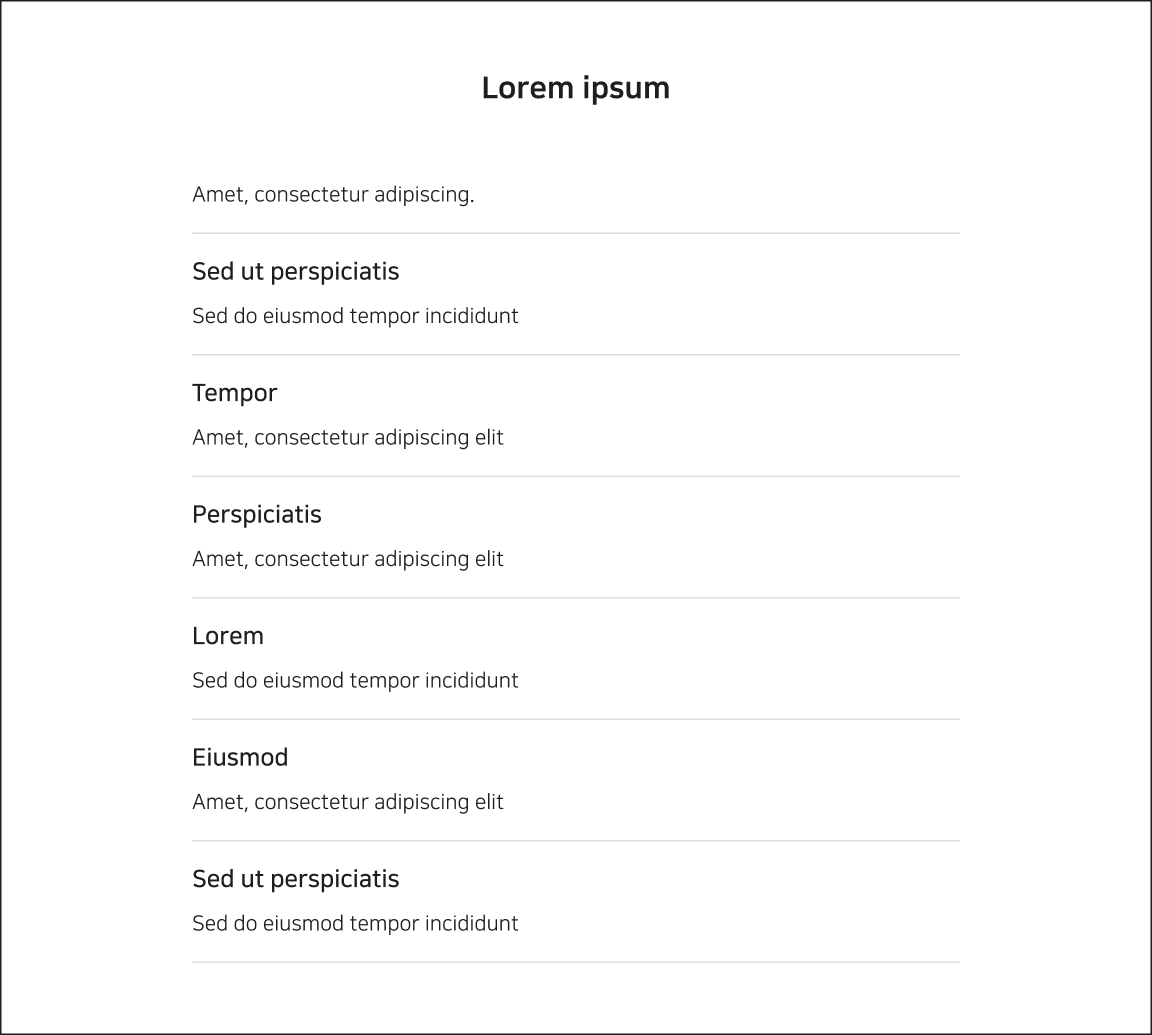 Lorem ipsum
Amet, consectetur adipiscing.
Sed ut perspiciatis
Sed do eiusmod tempor incididunt
Tempor
Amet, consectetur adipiscing elit
Perspiciatis
Amet, consectetur adipiscing elit
Lorem
Sed do eiusmod tempor incididunt
Eiusmod
Amet, consectetur adipiscing elit
Sed ut perspiciatis
Sed do eiusmod tempor incididunt